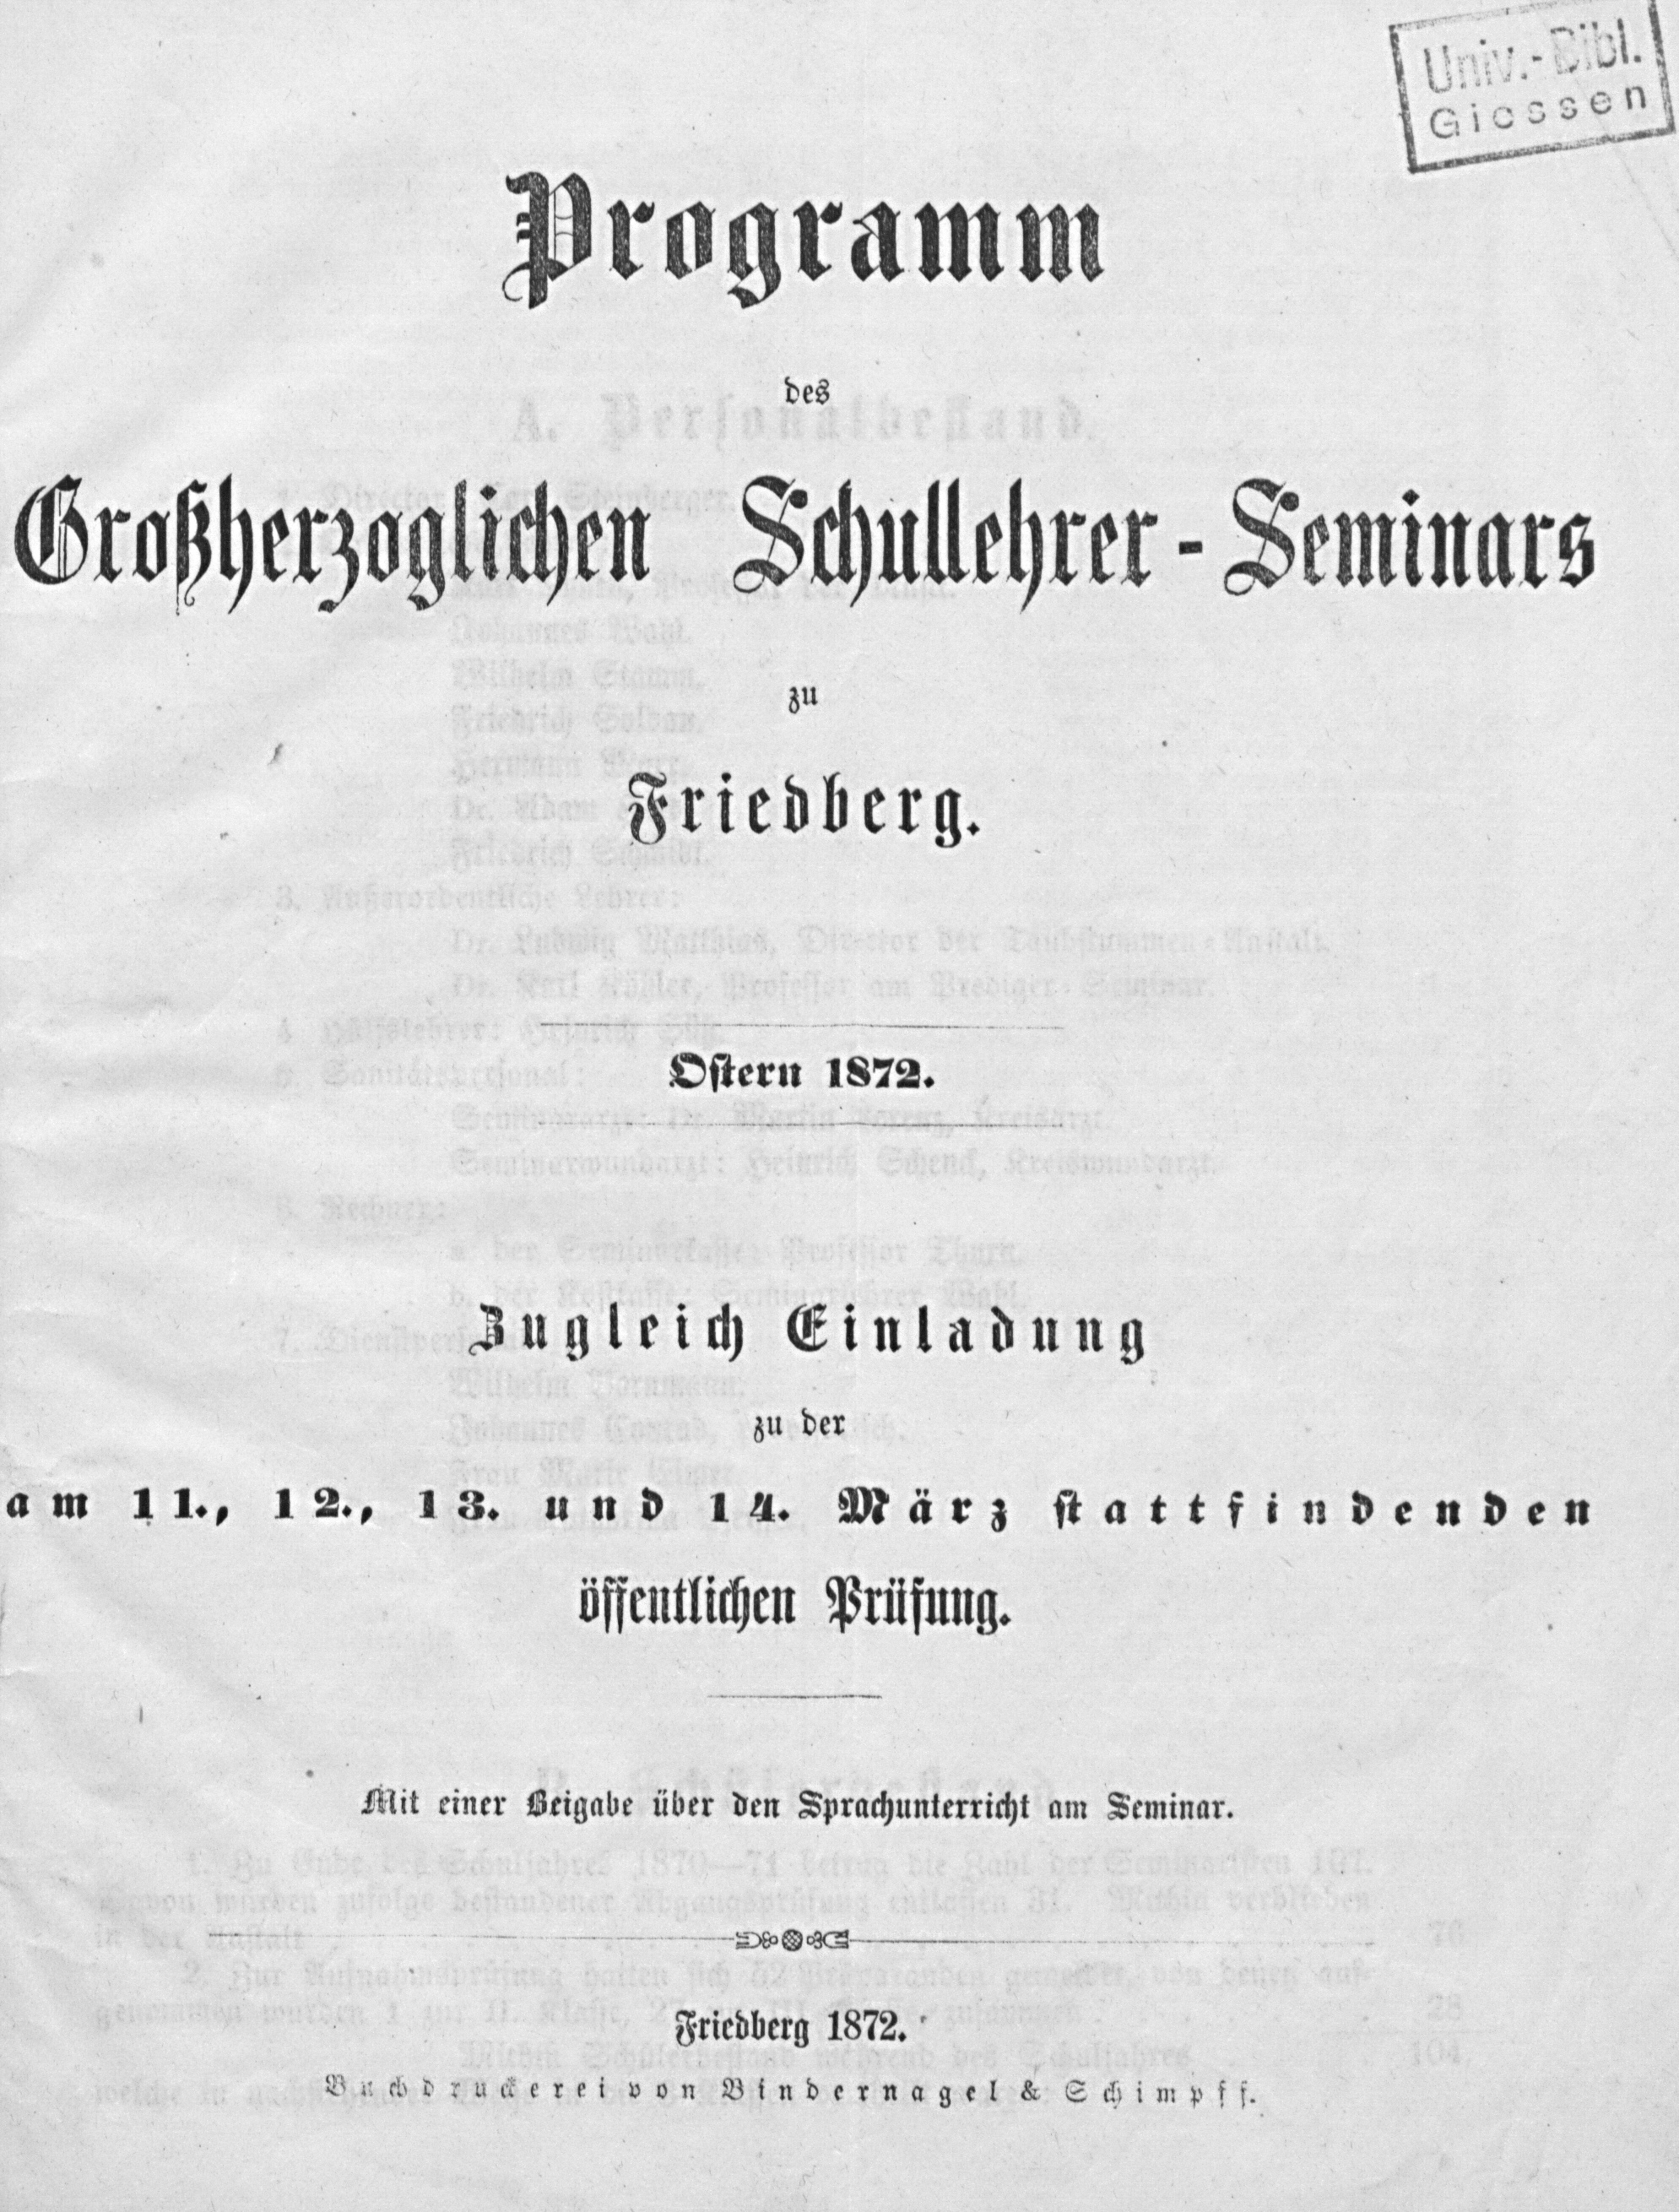 Univ.-Bibl.
Giessen
Programm
des
Großherzoglichen Schullehrer-Seminars
zu
Friedberg.
Ostern 1872.
Zugleich Einladung
zu der
am 11., 12., 13. und 14. März stattfindenden
öffentlichen Prüfung.
Mit einer Beigabe über den Sprachunterricht am Seminar.
Friedberg 1872.
Buchdruckerei von Bindernagel & Schimpff.